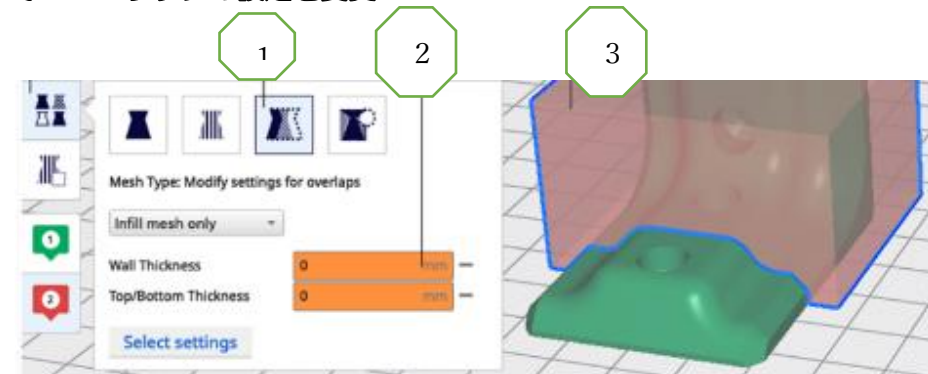 1
2
3
Mesh Type: Modify settings for overlaps
Infill mesh only
Wall Thickness 0 mm
Top/Bottom Thickness 0 mm
Select settings
1
2